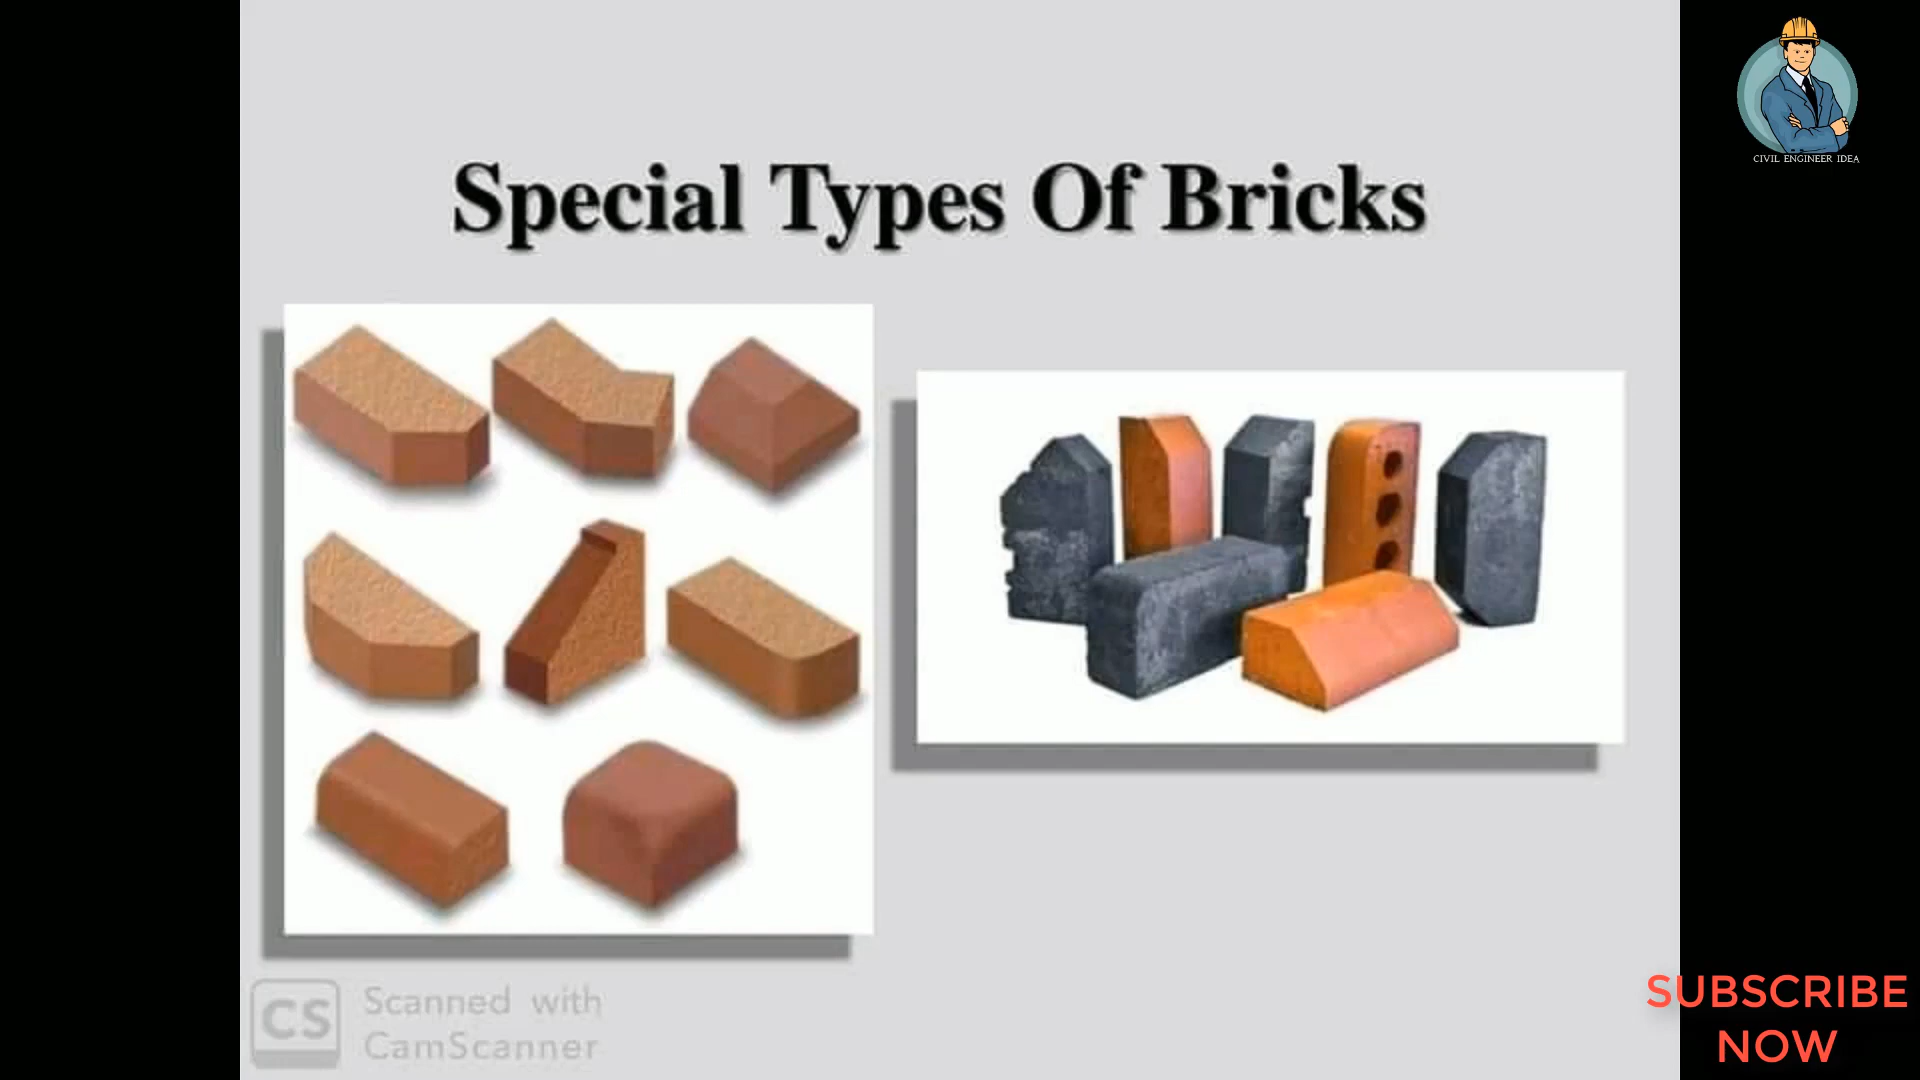 CIVIL ENGINEER IDEA
Special Types Of Bricks
CS
Scanned with
CamScanner
SUBSCRIBE
NOW